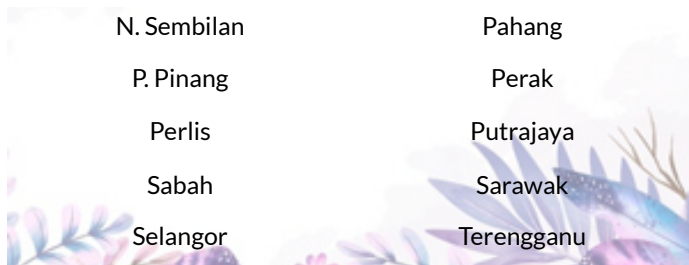 N. Sembilan Pahang
P. Pinang Perak
Perlis Putrajaya
Sabah Sarawak
Selangor Terengganu